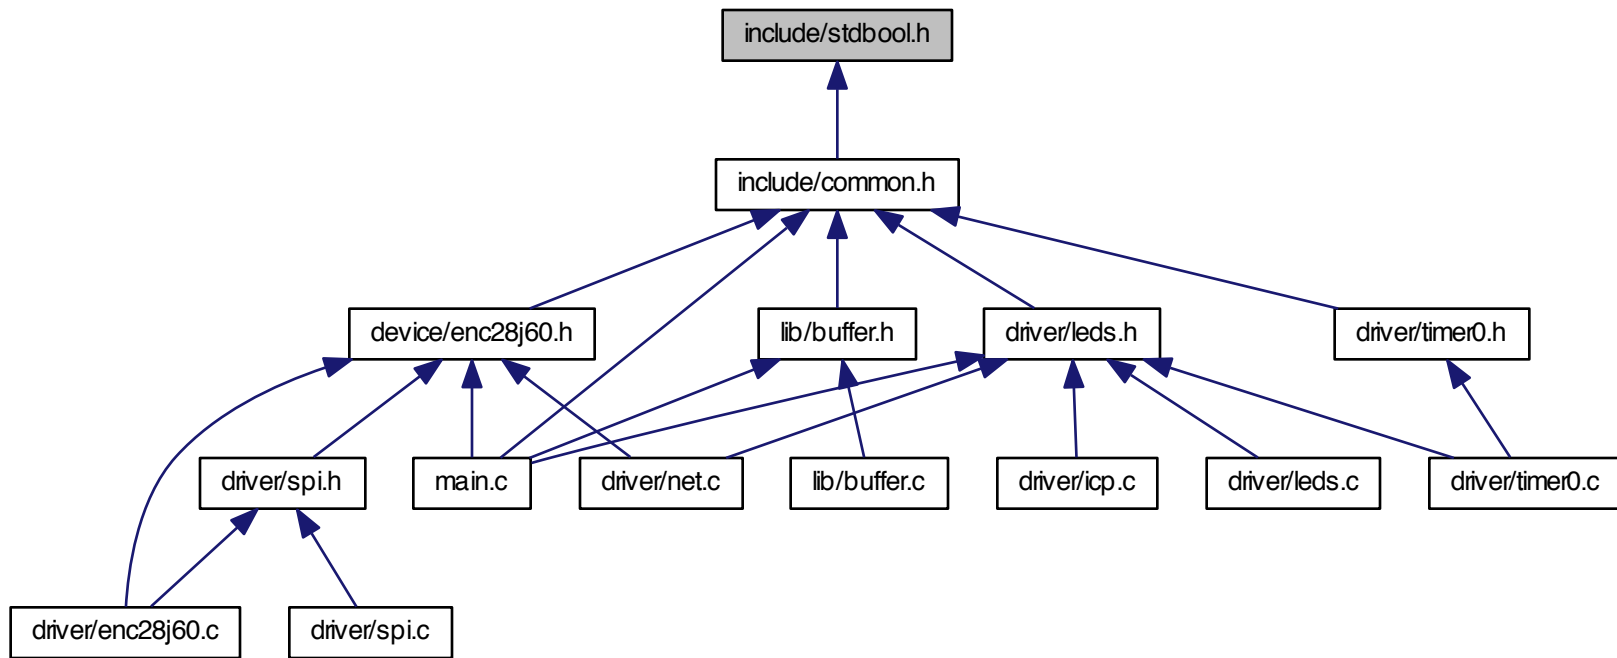 include/stdbool.h
include/common.h
device/enc28j60.h
lib/buffer.h
driver/leds.h
driver/timer0.h
driver/spi.h
main.c
driver/net.c
lib/buffer.c
driver/icp.c
driver/leds.c
driver/timer0.c
driver/enc28j60.c
driver/spi.c